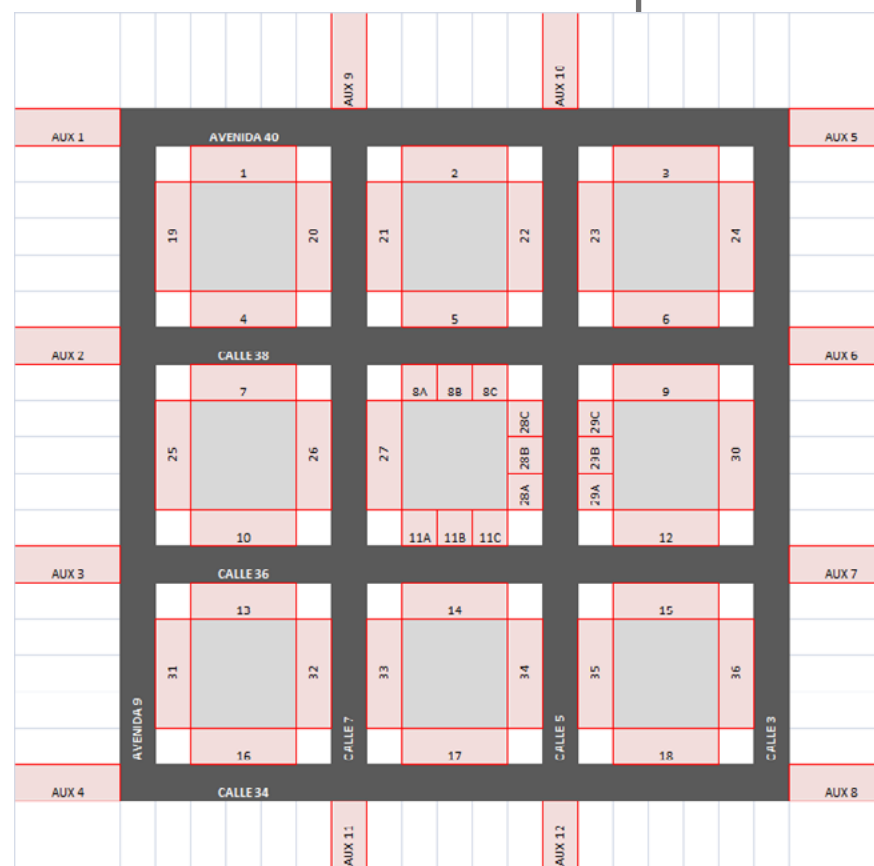 AUX 9
AUX 10
AUX 1
AVENIDA 40
AUX 5
1
2
3
19
20
21
22
23
24
4
5
6
AUX 2
CALLE 38
AUX 6
7
8A
8B
8C
9
25
26
27
28C
28B
28A
29C
29B
29A
30
10
11A
11B
11C
12
AUX 3
CALLE 36
AUX 7
13
14
15
31
32
33
34
35
36
AVENIDA 9
CALLE 7
CALLE 5
CALLE 3
16
17
18
AUX 4
CALLE 34
AUX 8
AUX 11
AUX 12